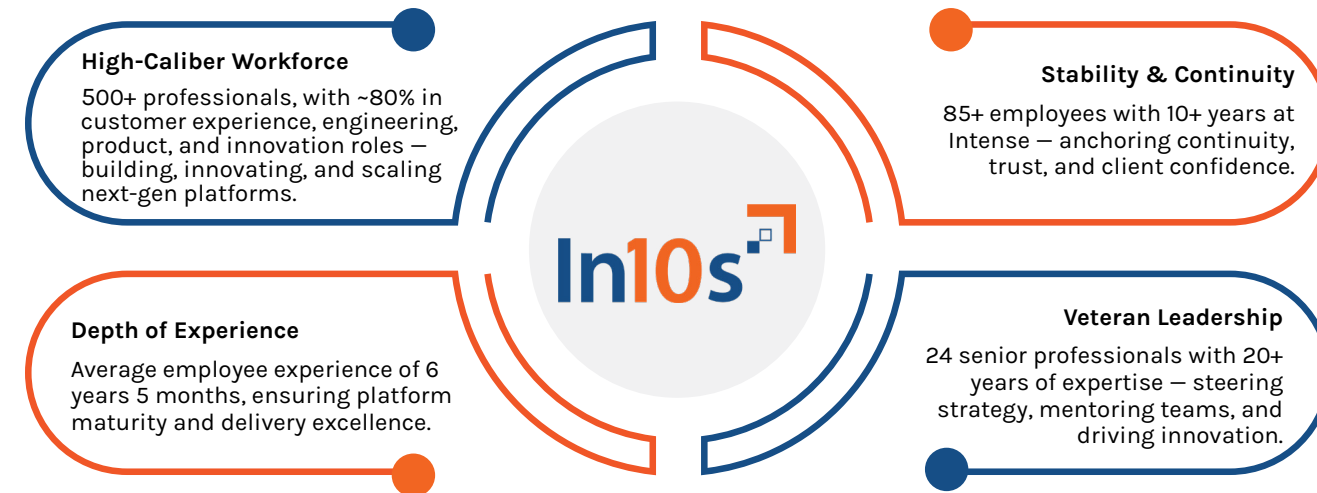 High-Caliber Workforce
500+ professionals, with ~80% in
customer experience, engineering,
product, and innovation roles —
building, innovating, and scaling
next-gen platforms.
Stability & Continuity
85+ employees with 10+ years at
Intense — anchoring continuity,
trust, and client confidence.
In10s
Depth of Experience
Average employee experience of 6
years 5 months, ensuring platform
maturity and delivery excellence.
Veteran Leadership
24 senior professionals with 20+
years of expertise — steering
strategy, mentoring teams, and
driving innovation.